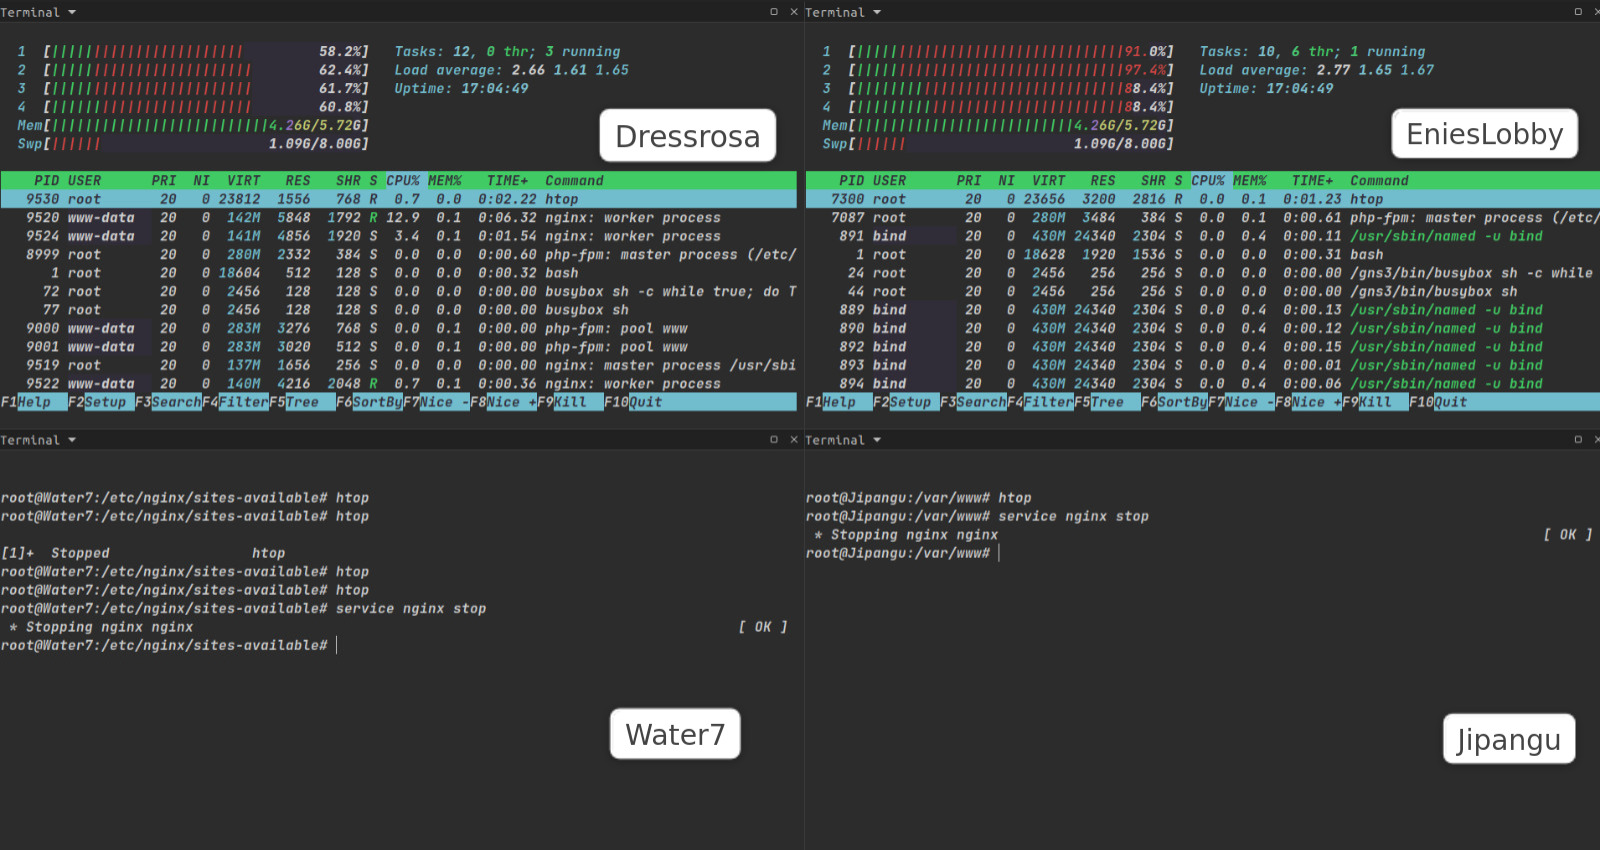 Terminal
1 [||||||||||||||||||||||| 58.2%] Tasks: 12, 0 thr; 3 running
2 [|||||||||||||||||||||||| 62.4%] Load average: 2.66 1.61 1.65
3 [|||||||||||||||||||||||| 61.7%] Uptime: 17:04:49
4 [|||||||||||||||||||||||| 60.8%]
Mem[||||||||||||||||||||||||||4.26G/5.72G]
Swp[|||||| 1.09G/8.00G]
Dressrosa
PID USER PRI NI VIRT RES SHR S CPU% MEM% TIME+ Command
9530 root 20 0 23812 1556 768 R 0.7 0.0 0:02.22 htop
9520 www-data 20 0 142M 5848 1792 R 12.9 0.1 0:06.32 nginx: worker process
9524 www-data 20 0 141M 4856 1920 S 3.4 0.1 0:01.54 nginx: worker process
8999 root 20 0 280M 2332 384 S 0.0 0.0 0:00.60 php-fpm: master process (/etc/
1 root 20 0 18604 512 128 S 0.0 0.0 0:00.32 bash
72 root 20 0 2456 128 128 S 0.0 0.0 0:00.00 busybox sh -c while true; do T
77 root 20 0 2456 128 128 S 0.0 0.0 0:00.00 busybox sh
9000 www-data 20 0 283M 3276 768 S 0.0 0.1 0:00.00 php-fpm: pool www
9001 www-data 20 0 283M 3020 512 S 0.0 0.1 0:00.00 php-fpm: pool www
9519 root 20 0 137M 1656 256 S 0.0 0.0 0:00.00 nginx: master process /usr/sbi
9522 www-data 20 0 140M 4216 2048 R 0.7 0.1 0:00.36 nginx: worker process
F1Help F2Setup F3SearchF4FilterF5Tree F6SortByF7Nice -F8Nice +F9Kill F10Quit
Terminal
1 [||||||||||||||||||||||||||||||||91.0%] Tasks: 10, 6 thr; 1 running
2 [||||||||||||||||||||||||||||||||97.4%] Load average: 2.77 1.65 1.67
3 [||||||||||||||||||||||||||||||||88.4%] Uptime: 17:04:49
4 [||||||||||||||||||||||||||||||||88.4%]
Mem[||||||||||||||||||||||||||4.26G/5.72G]
Swp[|||||| 1.09G/8.00G]
EniesLobby
PID USER PRI NI VIRT RES SHR S CPU% MEM% TIME+ Command
7300 root 20 0 23656 3200 2816 R 0.0 0.1 0:01.23 htop
7087 root 20 0 280M 3484 384 S 0.0 0.1 0:00.61 php-fpm: master process (/etc/
891 bind 20 0 430M 24340 2304 S 0.0 0.4 0:00.11 /usr/sbin/named -u bind
1 root 20 0 18628 1920 1536 S 0.0 0.0 0:00.31 bash
24 root 20 0 2456 256 256 S 0.0 0.0 0:00.00 /gns3/bin/busybox sh -c while
44 root 20 0 2456 256 256 S 0.0 0.0 0:00.00 /gns3/bin/busybox sh
889 bind 20 0 430M 24340 2304 S 0.0 0.4 0:00.13 /usr/sbin/named -u bind
890 bind 20 0 430M 24340 2304 S 0.0 0.4 0:00.12 /usr/sbin/named -u bind
892 bind 20 0 430M 24340 2304 S 0.0 0.4 0:00.15 /usr/sbin/named -u bind
893 bind 20 0 430M 24340 2304 S 0.0 0.4 0:00.01 /usr/sbin/named -u bind
894 bind 20 0 430M 24340 2304 S 0.0 0.4 0:00.06 /usr/sbin/named -u bind
F1Help F2Setup F3SearchF4FilterF5Tree F6SortByF7Nice -F8Nice +F9Kill F10Quit
Terminal
root@Water7:/etc/nginx/sites-available# htop
root@Water7:/etc/nginx/sites-available# htop
[1]+ Stopped htop
root@Water7:/etc/nginx/sites-available# htop
root@Water7:/etc/nginx/sites-available# htop
root@Water7:/etc/nginx/sites-available# service nginx stop
* Stopping nginx nginx [ OK ]
root@Water7:/etc/nginx/sites-available#
Water7
Terminal
root@Jipangu:/var/www# htop
root@Jipangu:/var/www# service nginx stop
* Stopping nginx nginx [ OK ]
root@Jipangu:/var/www#
Jipangu